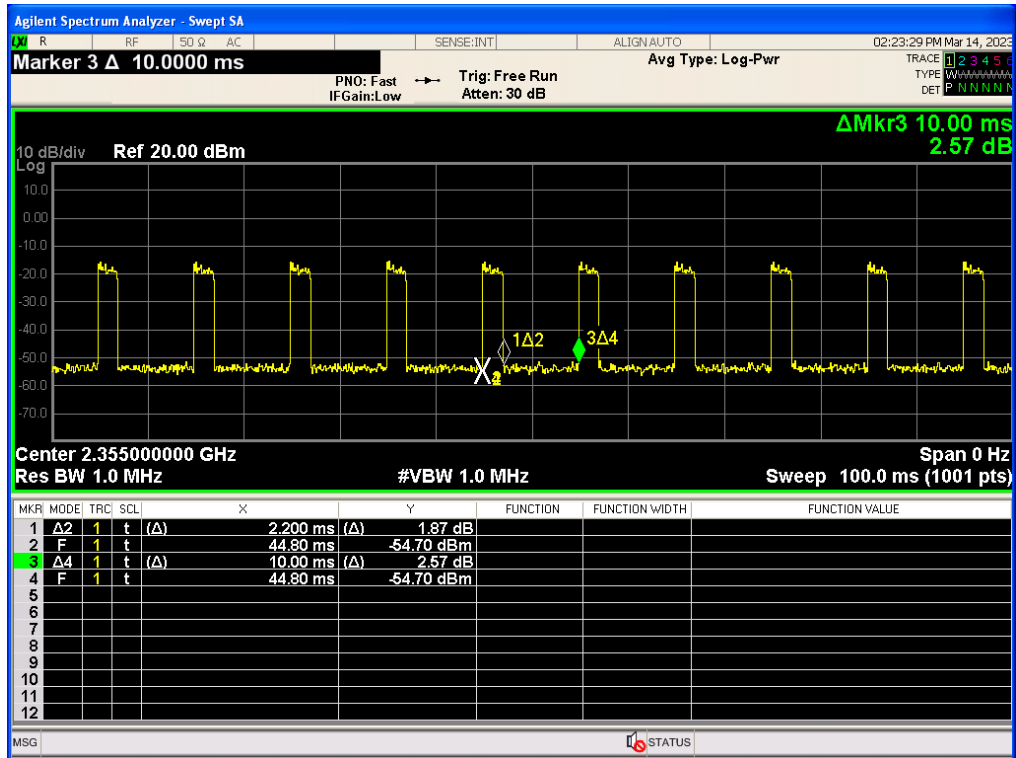 Agilent Spectrum Analyzer - Swept SA
LXI R RF 50 Ω AC SENSE:INT ALIGN AUTO 02:23:29 PM Mar 14, 2023
Marker 3 Δ 10.0000 ms
PNO: Fast
IFGain:Low
Trig: Free Run
Atten: 30 dB
Avg Type: Log-Pwr
TRACE 1 2 3 4 5 6
TYPE W
DET P N N N N N
ΔMkr3 10.00 ms
2.57 dB
10 dB/div Ref 20.00 dBm
Log
10.0
0.00
-10.0
-20.0
-30.0
-40.0
-50.0
-60.0
-70.0
1Δ2
3Δ4
Center 2.355000000 GHz Span 0 Hz
Res BW 1.0 MHz #VBW 1.0 MHz Sweep 100.0 ms (1001 pts)
MKR MODE TRC SCL X Y FUNCTION FUNCTION WIDTH FUNCTION VALUE
1 Δ2 1 t (Δ) 2.200 ms (Δ) 1.87 dB
2 F 1 t 44.80 ms -54.70 dBm
3 Δ4 1 t (Δ) 10.00 ms (Δ) 2.57 dB
4 F 1 t 44.80 ms -54.70 dBm
5
6
7
8
9
10
11
12
MSG STATUS